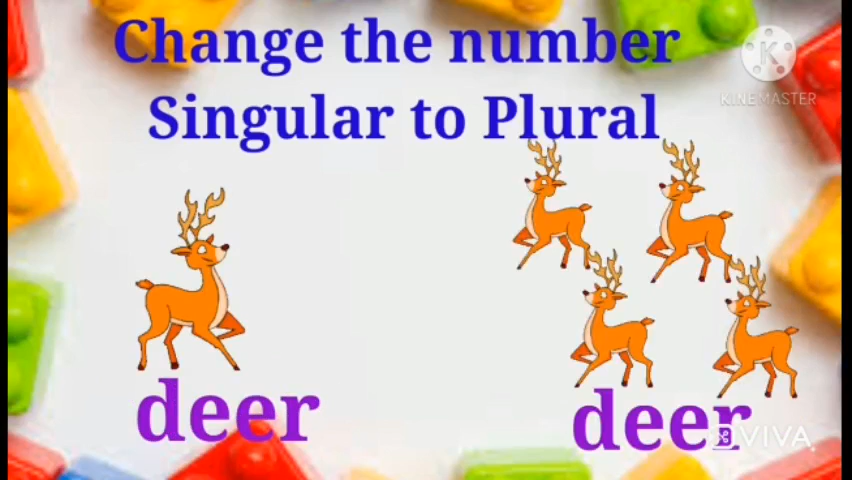 Change the number
Singular to Plural
KINEMASTER
deer
deer
VIVA